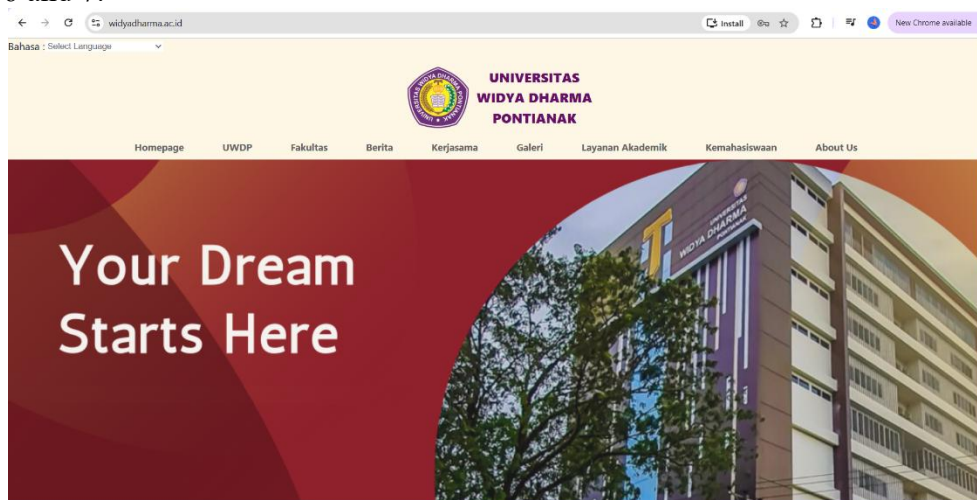 widyadharma.ac.id
Install
New Chrome available
Bahasa : Select Language
UNIVERSITAS
WIDYA DHARMA
PONTIANAK
Homepage UWDP Fakultas Berita Kerjasama Galeri Layanan Akademik Kemahasiswaan About Us
Your Dream
Starts Here
UNIVERSITAS
WIDYA DHARMA
PONTIANAK